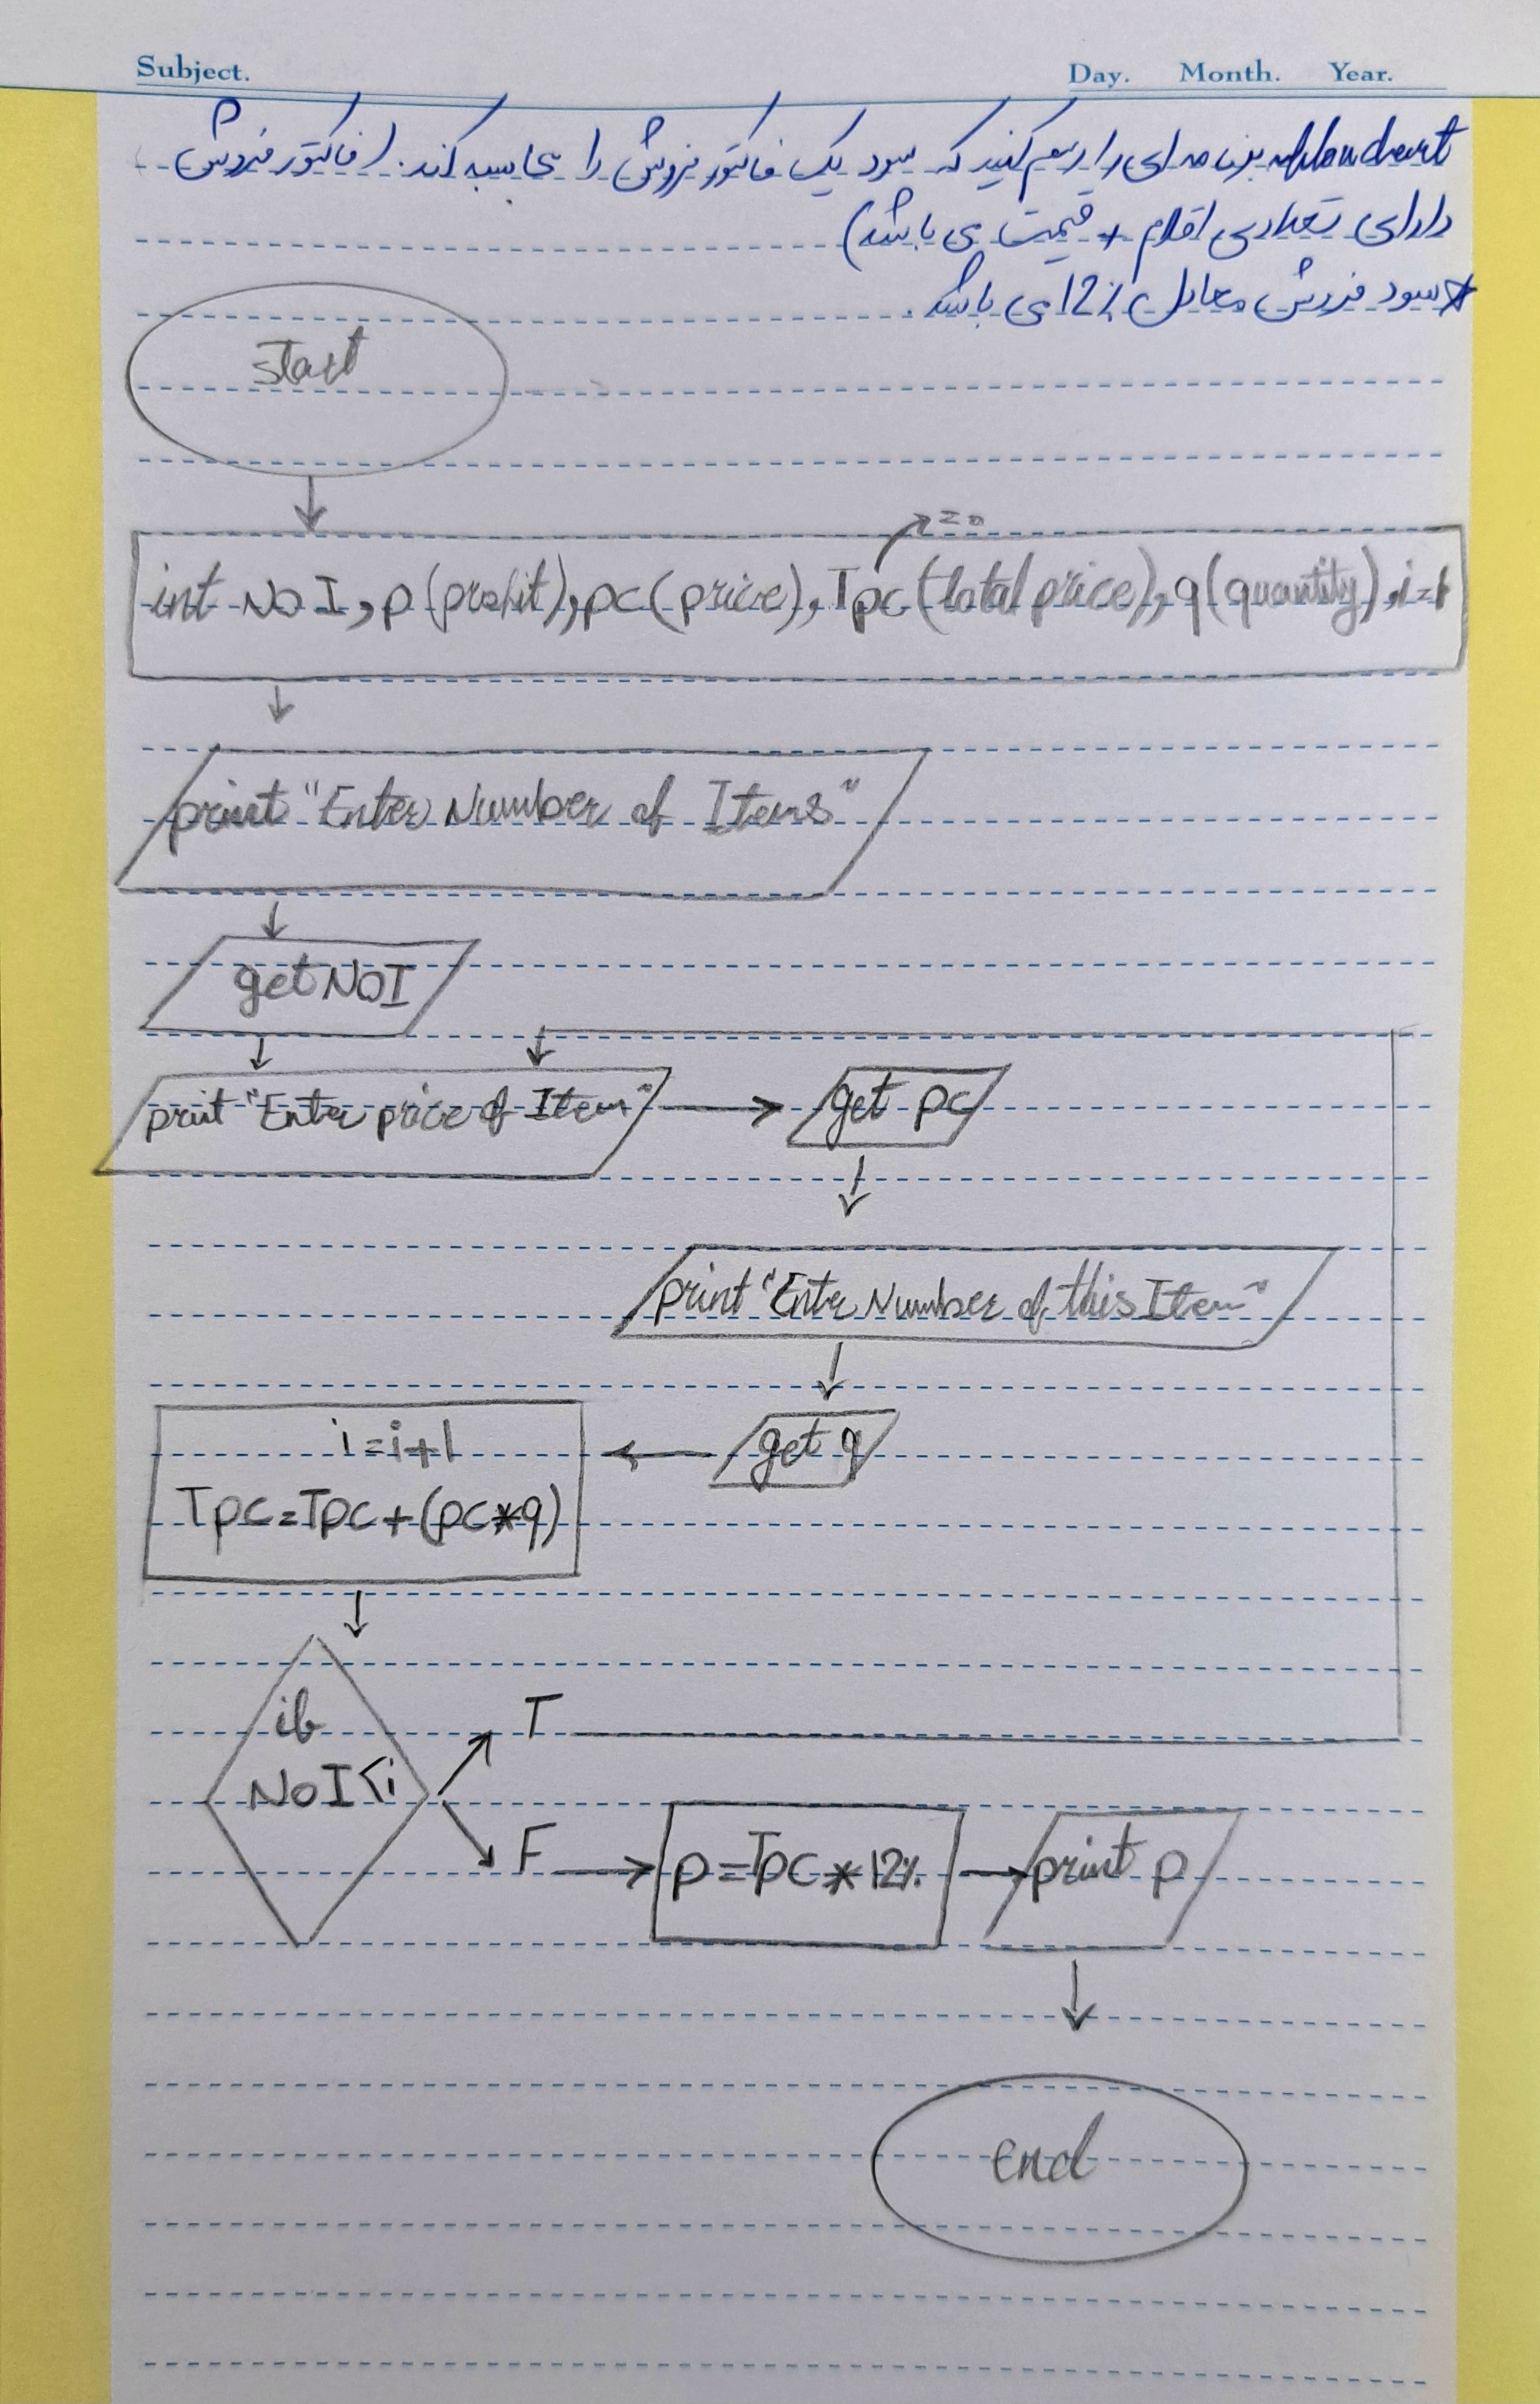 Subject.
Day. Month. Year.
flowchart برنامه‌ای را رسم کنید که سود یک فاکتور فروش را محاسبه کند. (فاکتور فروش
دارای تعدادی اقلام + قیمت می باشد)
* سود فروش معادل 12% می باشد.
start
= 0
int NoI, p (profit), pc (price), Tpc (total price), q (quantity), i=1
print "Enter Number of Items"
get NOI
print "Enter price of Item"
get pc
print "Enter Number of this Item"
get q
i = i+1
Tpc = Tpc + (pc * q)
if
NoI < i
T
F
p = Tpc * 12%
print p
end